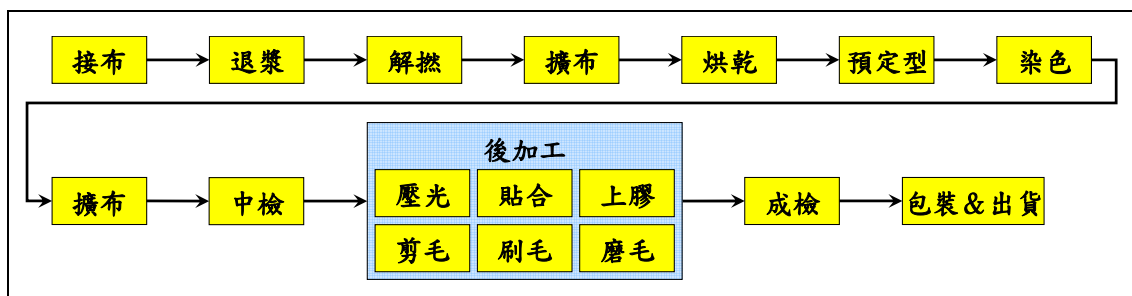 接布 退漿 解撚 擴布 烘乾 預定型 染色
後加工
擴布 中檢 壓光 貼合 上膠 成檢 包裝&出貨
剪毛 刷毛 磨毛